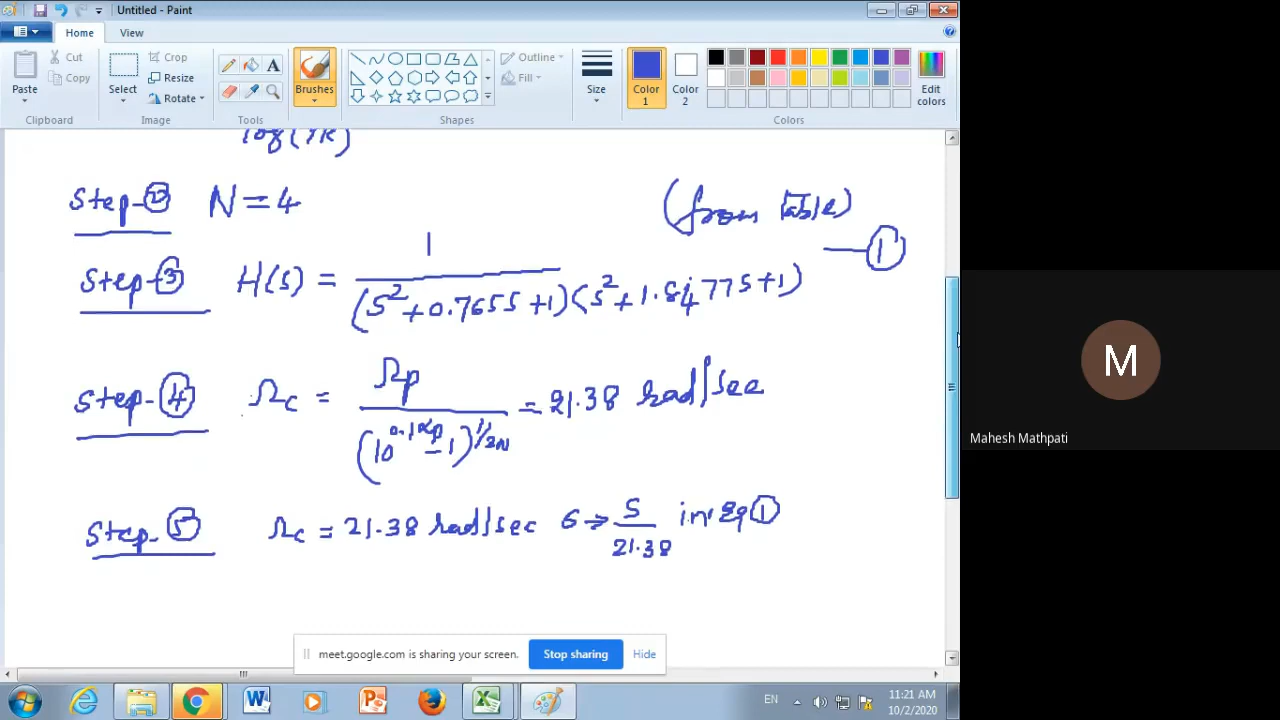 Untitled - Paint
Home View
Paste Cut Copy Select Crop Resize Rotate Brushes Outline Fill Size Color 1 Color 2 Edit colors
Clipboard Image Tools Shapes Colors
log(1/k)
Step-② N = 4 (from Table)
Step-③ H(s) = 1 / (S²+0.765S+1)(S²+1.8477S+1) —①
Step-④ Ωc = Ωp / (10^0.1αp - 1)^1/2N = 21.38 rad/sec
Step-⑤ Ωc = 21.38 rad/sec S → S/21.38 in Eq ①
meet.google.com is sharing your screen. Stop sharing Hide
M
Mahesh Mathpati
EN 11:21 AM
10/2/2020